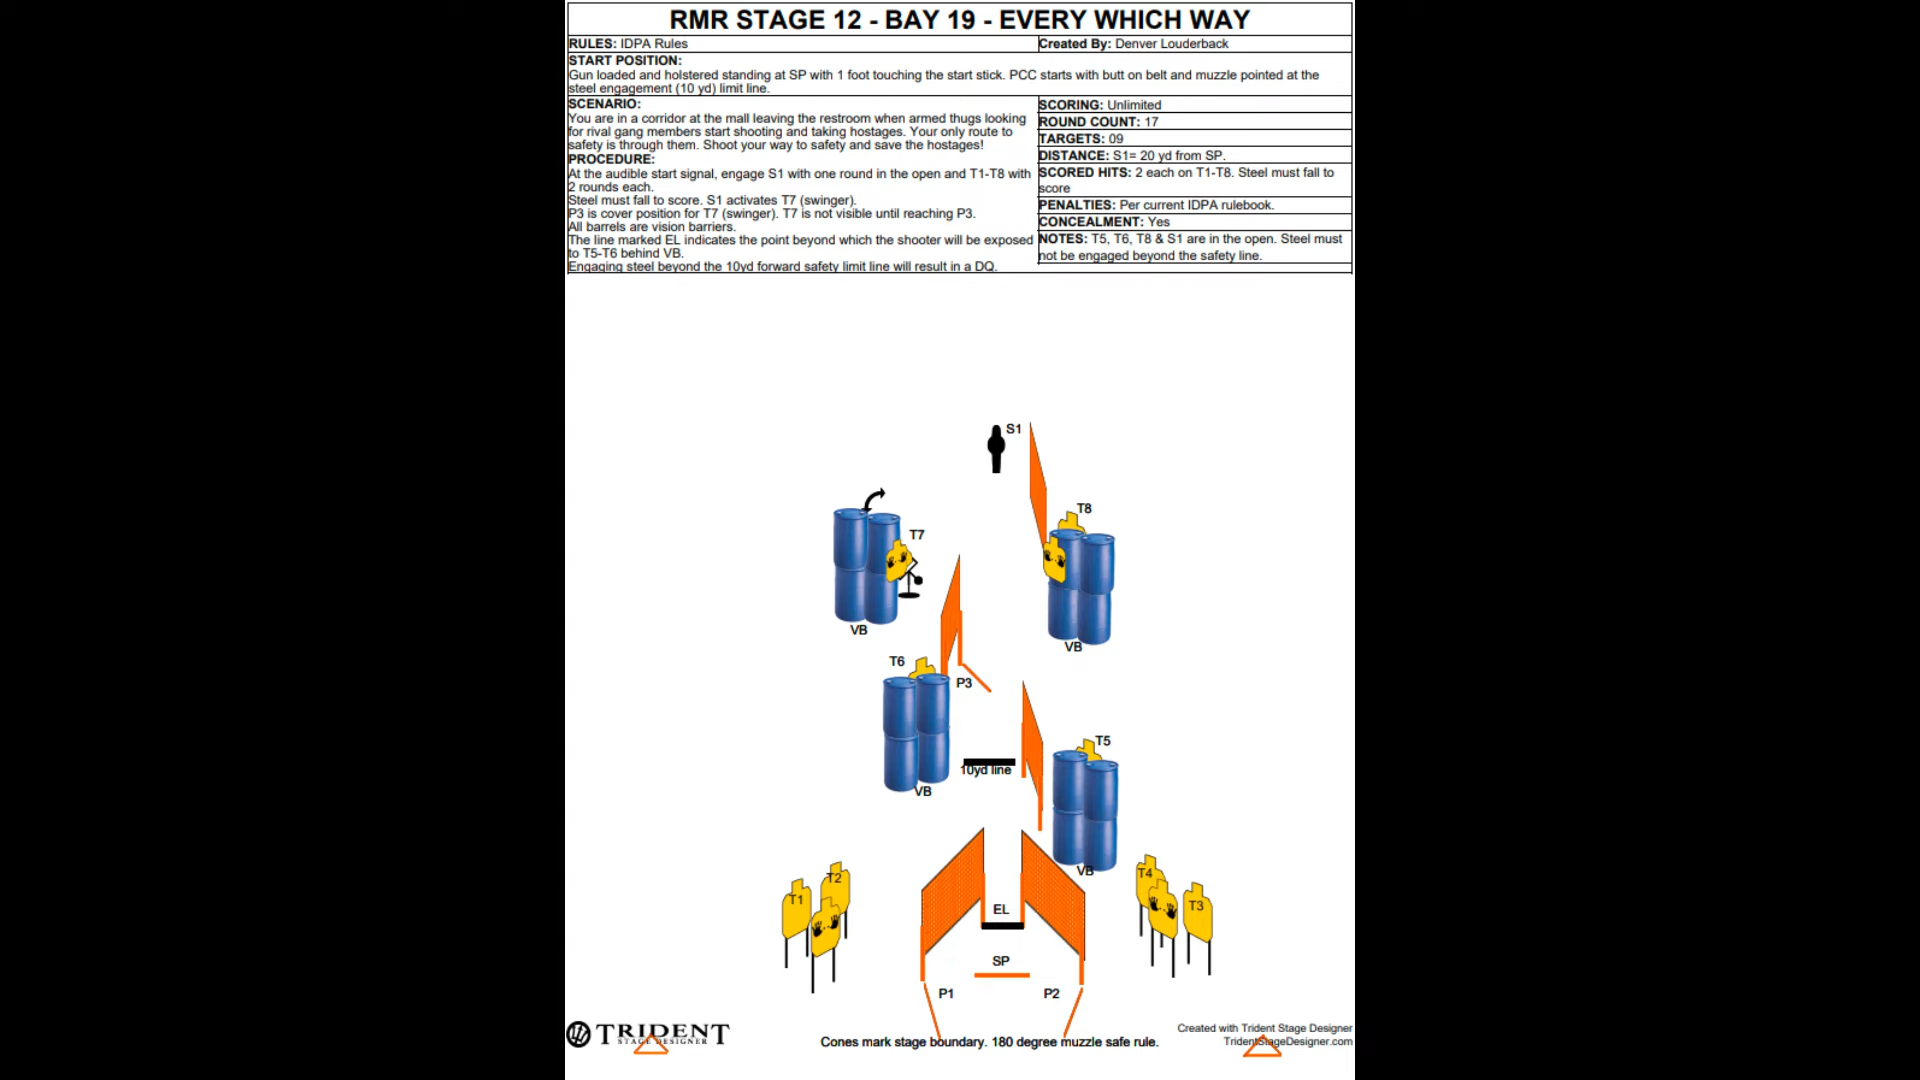 RMR STAGE 12 - BAY 19 - EVERY WHICH WAY
RULES: IDPA Rules
Created By: Denver Louderback
START POSITION:
Gun loaded and holstered standing at SP with 1 foot touching the start stick. PCC starts with butt on belt and muzzle pointed at the
steel engagement (10 yd) limit line.
SCENARIO:
You are in a corridor at the mall leaving the restroom when armed thugs looking
for rival gang members start shooting and taking hostages. Your only route to
safety is through them. Shoot your way to safety and save the hostages!
PROCEDURE:
At the audible start signal, engage S1 with one round in the open and T1-T8 with
2 rounds each.
Steel must fall to score. S1 activates T7 (swinger).
P3 is cover position for T7 (swinger). T7 is not visible until reaching P3.
All barrels are vision barriers.
The line marked EL indicates the point beyond which the shooter will be exposed
to T5-T6 behind VB.
Engaging steel beyond the 10yd forward safety limit line will result in a DQ.
SCORING: Unlimited
ROUND COUNT: 17
TARGETS: 09
DISTANCE: S1= 20 yd from SP.
SCORED HITS: 2 each on T1-T8. Steel must fall to
score
PENALTIES: Per current IDPA rulebook.
CONCEALMENT: Yes
NOTES: T5, T6, T8 & S1 are in the open. Steel must
not be engaged beyond the safety line.
S1
T8
T7
VB
VB
T6
P3
T5
10yd line
VB
VB
T4
T2
T1
T3
EL
SP
P1
P2
TRIDENT
STAGE DESIGNER
Cones mark stage boundary. 180 degree muzzle safe rule.
Created with Trident Stage Designer
TridentStageDesigner.com